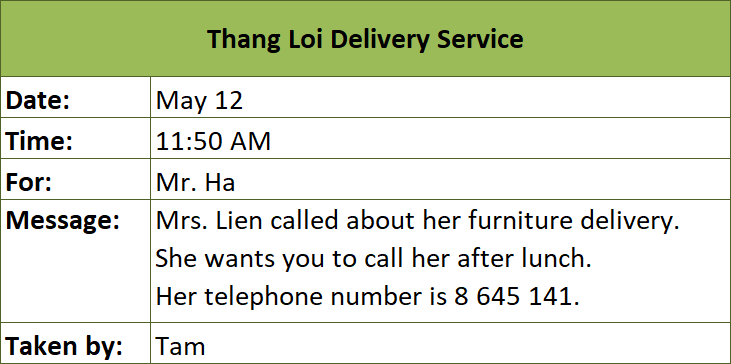 Thang Loi Delivery Service
Date: May 12
Time: 11:50 AM
For: Mr. Ha
Message: Mrs. Lien called about her furniture delivery.
She wants you to call her after lunch.
Her telephone number is 8 645 141.
Taken by: Tam